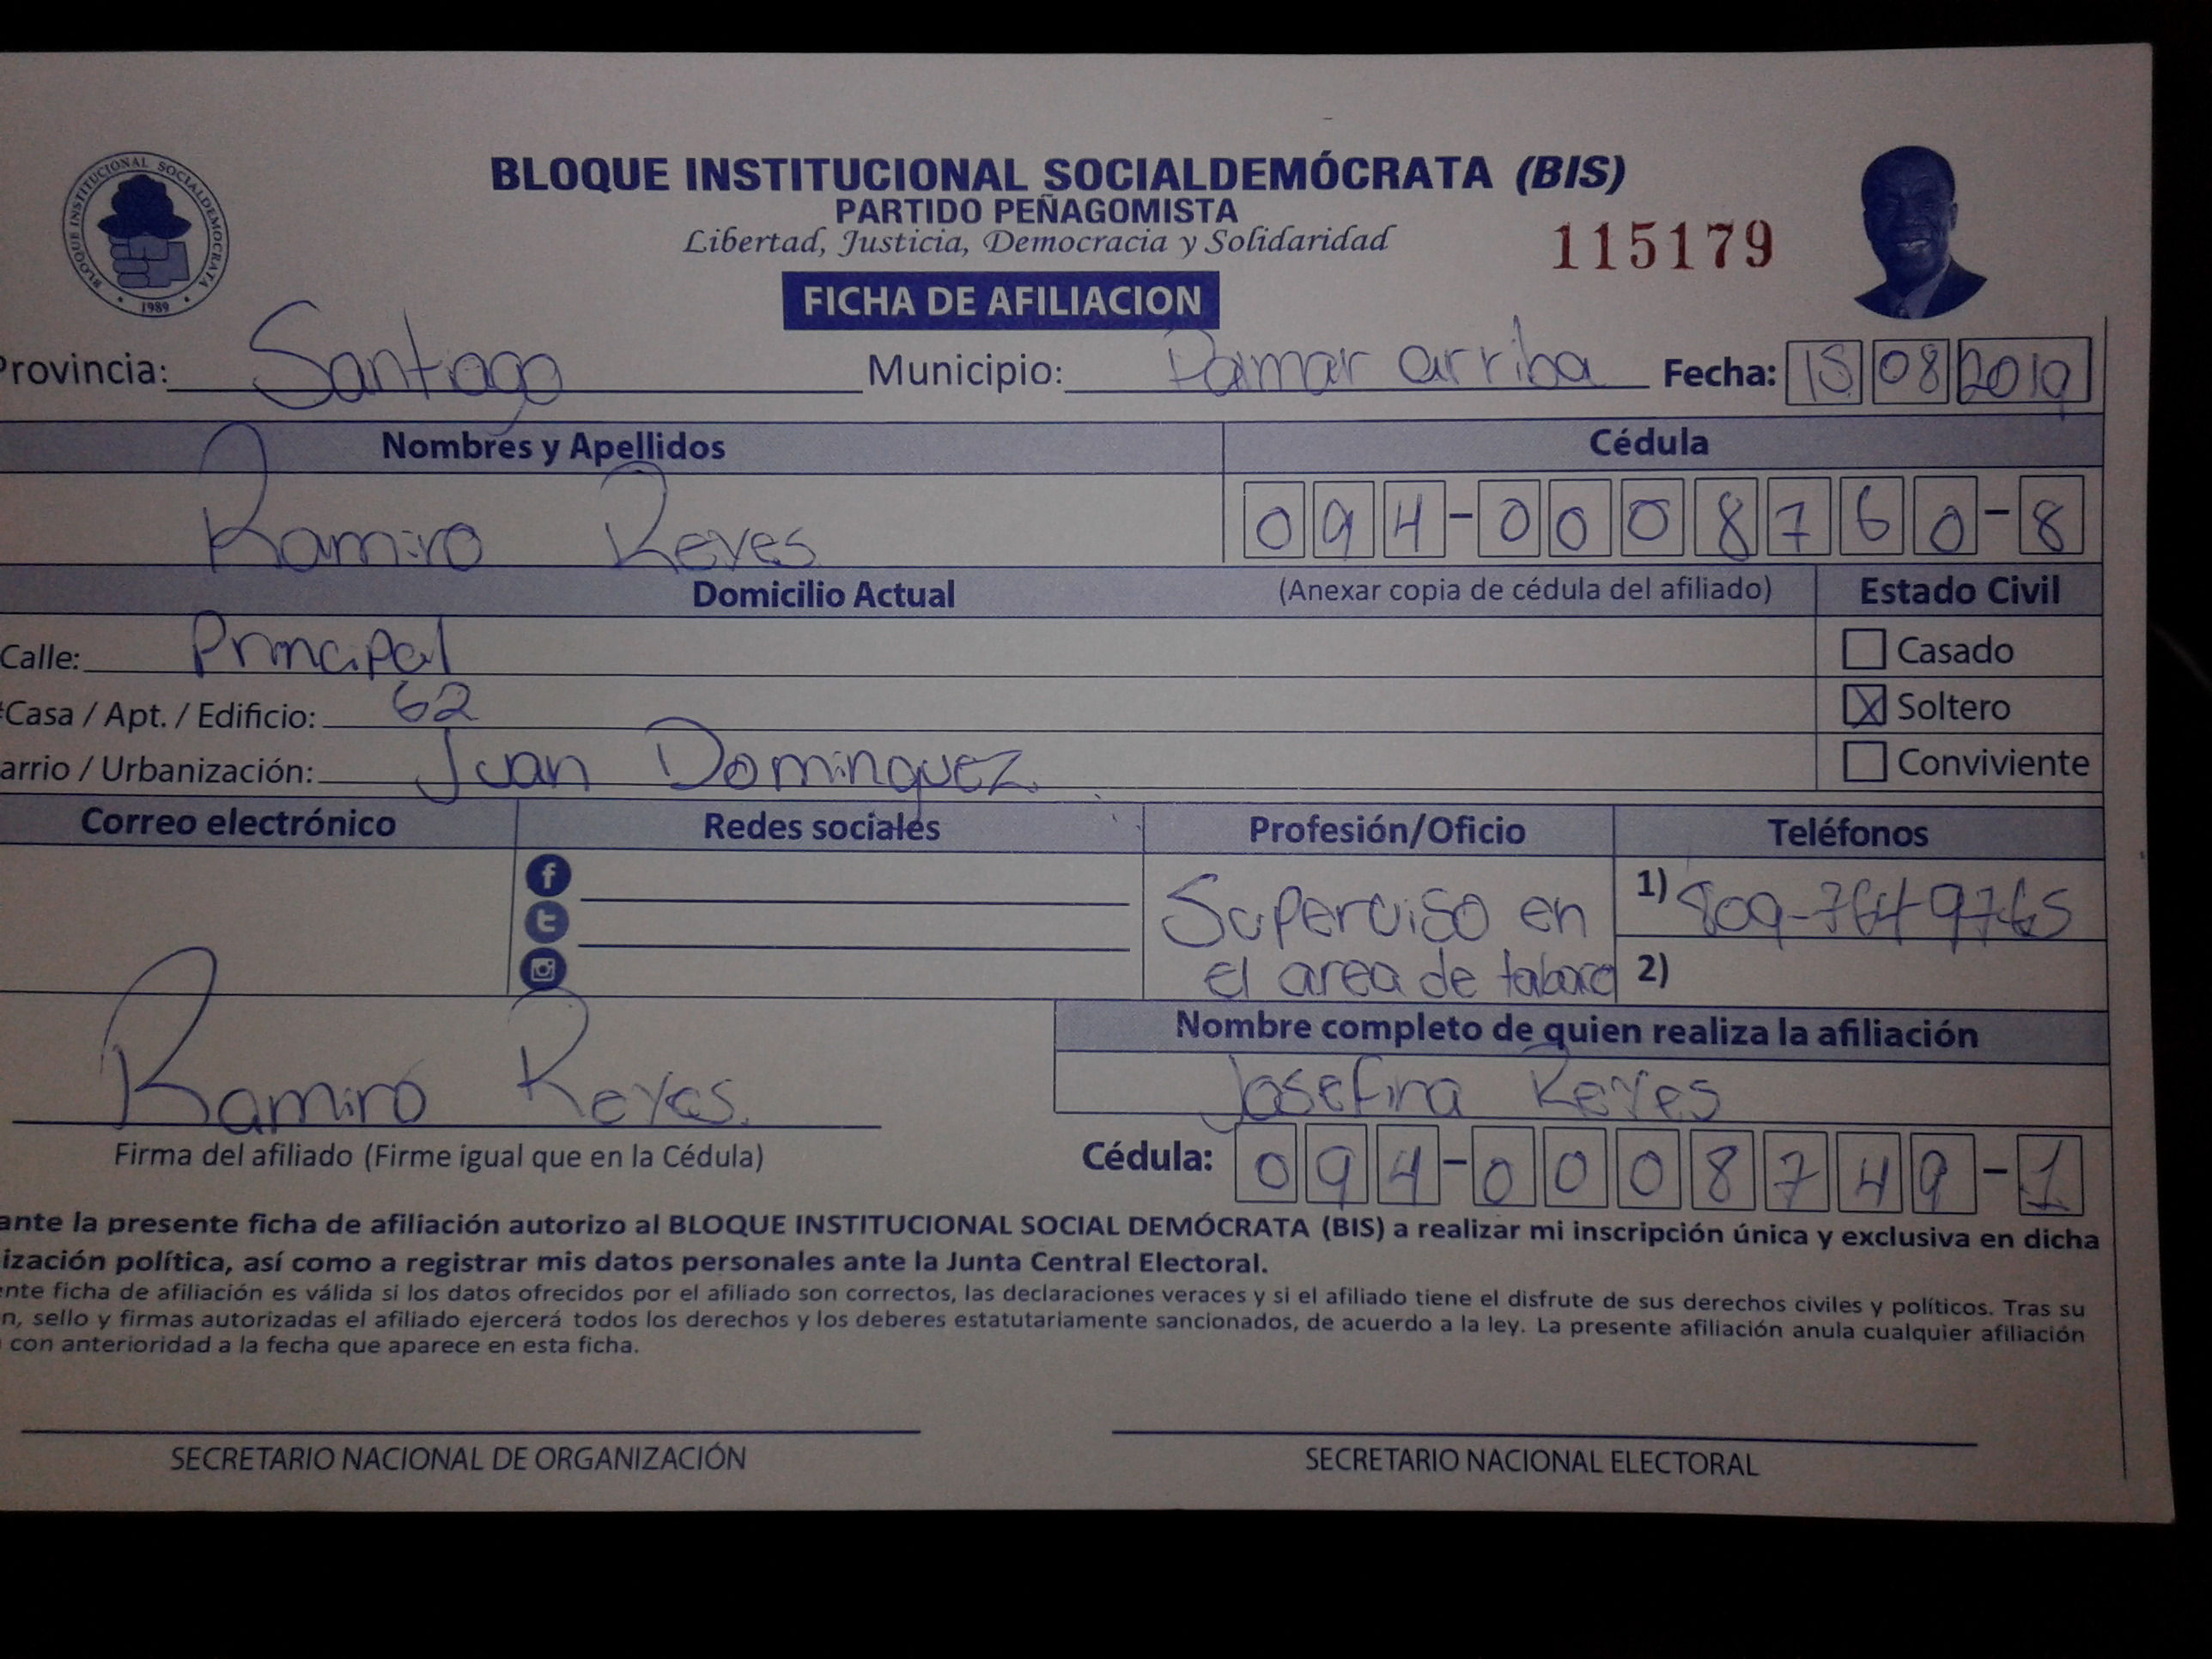 BLOQUE INSTITUCIONAL SOCIALDEMÓCRATA (BIS)
PARTIDO PEÑAGOMISTA
Libertad, Justicia, Democracia y Solidaridad
115179
BLOQUE INSTITUCIONAL SOCIALDEMOCRATA
1989
FICHA DE AFILIACION
Provincia: Santiago Municipio: Pamar arriba Fecha: 15 08 2019
Nombres y Apellidos Cédula
Ramiro Reyes 094-0008760-8
Domicilio Actual (Anexar copia de cédula del afiliado) Estado Civil
Calle: Principal Casado
Casa / Apt. / Edificio: 62 X Soltero
arrio / Urbanización: Juan Dominguez Conviviente
Correo electrónico Redes sociales Profesión/Oficio Teléfonos
Superviso en 1) 809-764-9765
el area de tabaco 2)
Nombre completo de quien realiza la afiliación
Ramiro Reyes. Josefina Reyes
Firma del afiliado (Firme igual que en la Cédula) Cédula: 094-0008749-1
ante la presente ficha de afiliación autorizo al BLOQUE INSTITUCIONAL SOCIAL DEMÓCRATA (BIS) a realizar mi inscripción única y exclusiva en dicha
ización política, así como a registrar mis datos personales ante la Junta Central Electoral.
nte ficha de afiliación es válida si los datos ofrecidos por el afiliado son correctos, las declaraciones veraces y si el afiliado tiene el disfrute de sus derechos civiles y políticos. Tras su
n, sello y firmas autorizadas el afiliado ejercerá todos los derechos y los deberes estatutariamente sancionados, de acuerdo a la ley. La presente afiliación anula cualquier afiliación
con anterioridad a la fecha que aparece en esta ficha.
SECRETARIO NACIONAL DE ORGANIZACIÓN SECRETARIO NACIONAL ELECTORAL